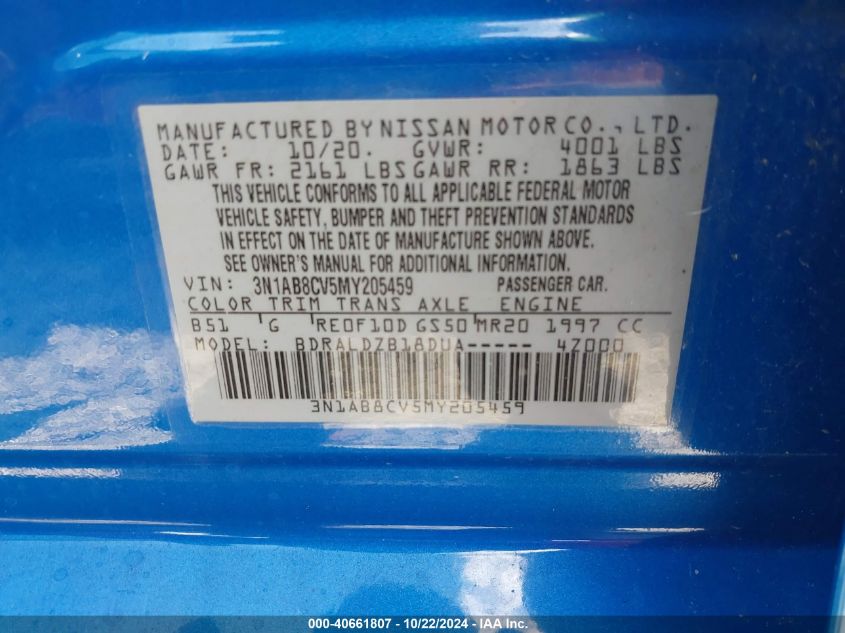 MANUFACTURED BY NISSAN MOTOR CO., LTD.
DATE: 10/20. GVWR: 4001 LBS
GAWR FR: 2161 LBS GAWR RR: 1863 LBS
THIS VEHICLE CONFORMS TO ALL APPLICABLE FEDERAL MOTOR
VEHICLE SAFETY, BUMPER AND THEFT PREVENTION STANDARDS
IN EFFECT ON THE DATE OF MANUFACTURE SHOWN ABOVE.
SEE OWNER'S MANUAL FOR ADDITIONAL INFORMATION.
VIN: 3N1AB8CV5MY205459 PASSENGER CAR.
COLOR TRIM TRANS AXLE ENGINE
B51 G RE0F10D GS50 MR20 1997 CC
MODEL: BDRALDZB18DUA----- 4Z000
3N1AB8CV5MY205459
000-40661807 - 10/22/2024 - IAAI.com